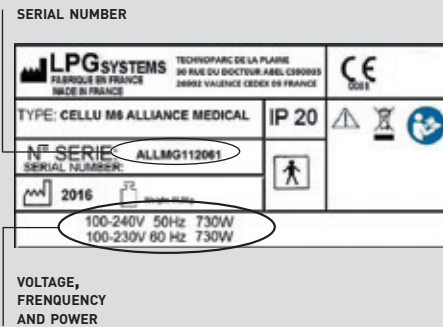 SERIAL NUMBER
LPG SYSTEMS
FABRIQUE EN FRANCE
MADE IN FRANCE
TECHNOPARC DE LA PLAINE
30 RUE DU DOCTEUR ABEL CS90005
26902 VALENCE CEDEX 09 FRANCE
CE
TYPE: CELLU M6 ALLIANCE MEDICAL
IP 20
N° SERIE: ALLMG112061
SERIAL NUMBER:
2016
100-240V 50Hz 730W
100-230V 60 Hz 730W
VOLTAGE,
FRENQUENCY
AND POWER